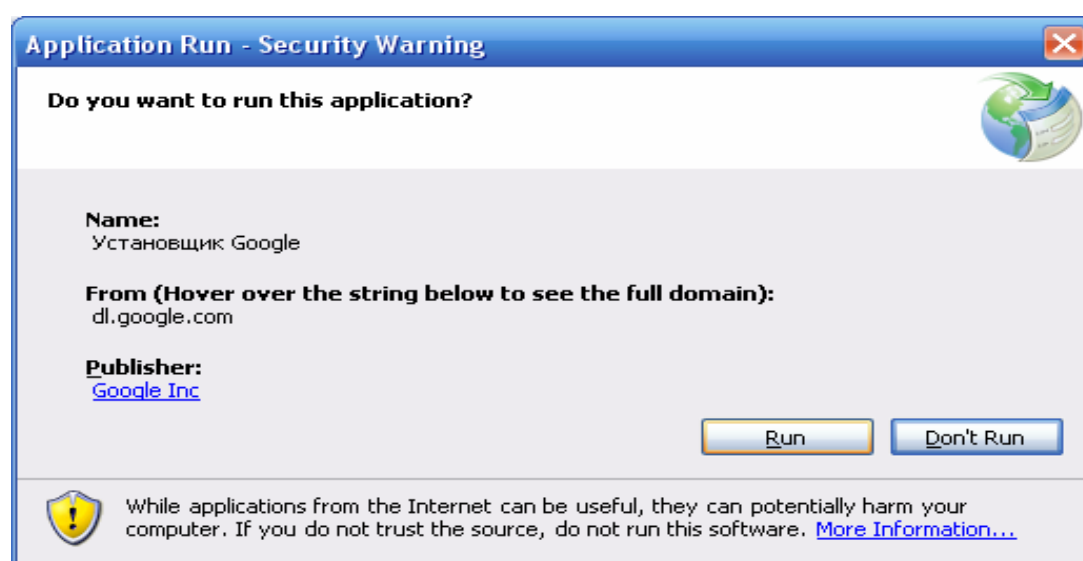 Application Run - Security Warning
Do you want to run this application?
Name:
Установщик Google
From (Hover over the string below to see the full domain):
dl.google.com
Publisher:
Google Inc
Run
Don't Run
While applications from the Internet can be useful, they can potentially harm your
computer. If you do not trust the source, do not run this software. More Information...